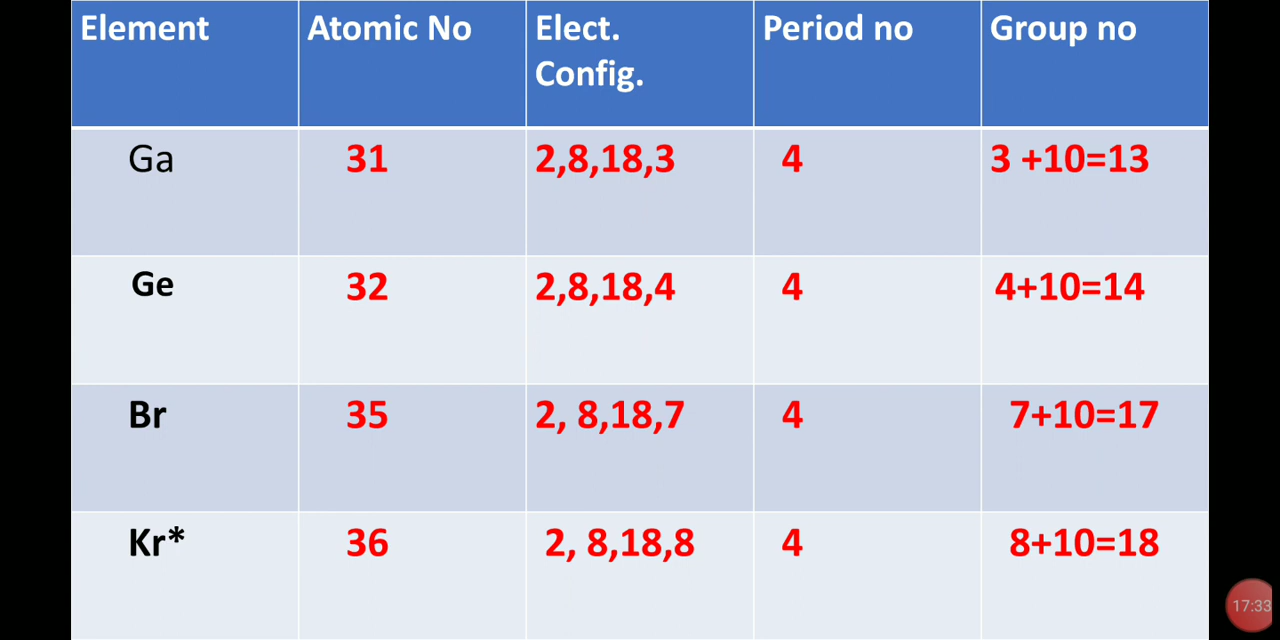 Element Atomic No Elect. Config. Period no Group no
Ga 31 2,8,18,3 4 3 +10=13
Ge 32 2,8,18,4 4 4+10=14
Br 35 2, 8,18,7 4 7+10=17
Kr* 36 2, 8,18,8 4 8+10=18
17:33